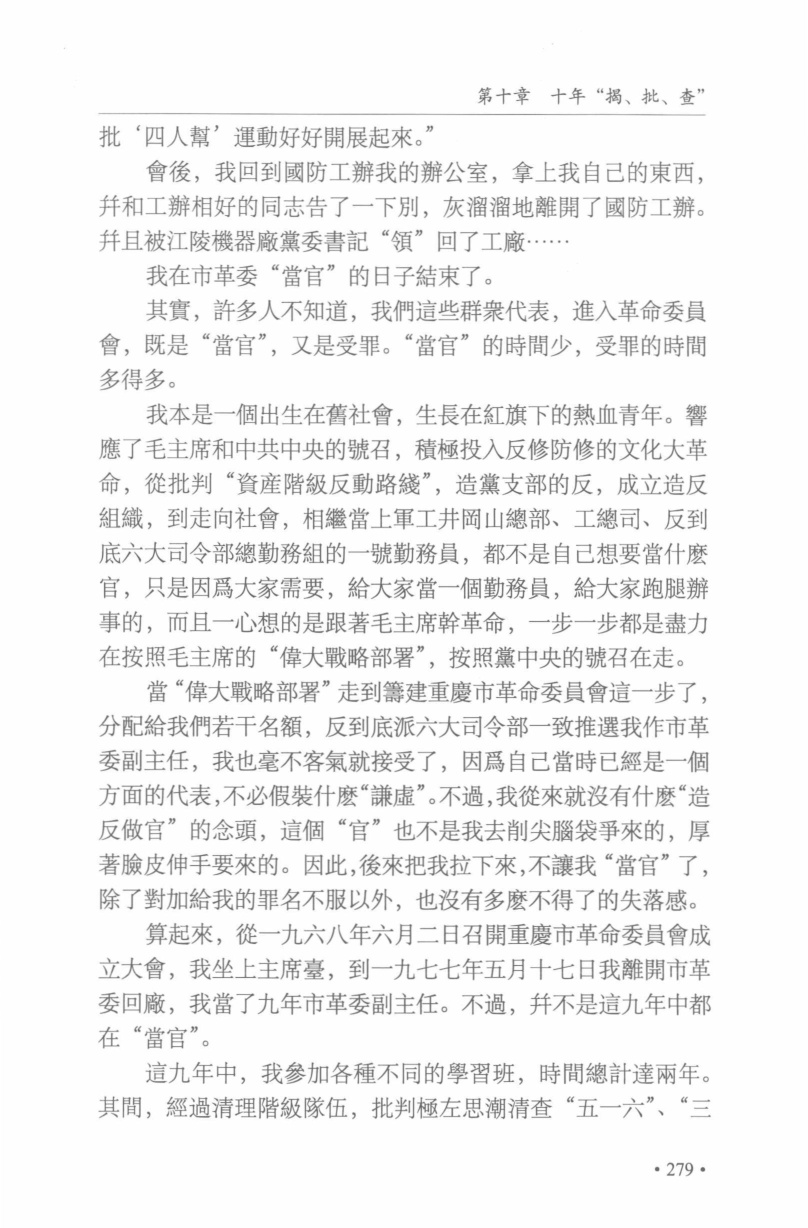 第十章　十年“揭、批、查”
批‘四人幫’運動好好開展起來。”
會後，我回到國防工辦我的辦公室，拿上我自己的東西，
幷和工辦相好的同志告了一下別，灰溜溜地離開了國防工辦。
幷且被江陵機器廠黨委書記“領”回了工廠……
我在市革委“當官”的日子結束了。
其實，許多人不知道，我們這些群衆代表，進入革命委員
會，既是“當官”，又是受罪。“當官”的時間少，受罪的時間
多得多。
我本是一個出生在舊社會，生長在紅旗下的熱血青年。響
應了毛主席和中共中央的號召，積極投入反修防修的文化大革
命，從批判“資産階級反動路綫”，造黨支部的反，成立造反
組織，到走向社會，相繼當上軍工井岡山總部、工總司、反到
底六大司令部總勤務組的一號勤務員，都不是自己想要當什麽
官，只是因爲大家需要，給大家當一個勤務員，給大家跑腿辦
事的，而且一心想的是跟著毛主席幹革命，一步一步都是盡力
在按照毛主席的“偉大戰略部署”，按照黨中央的號召在走。
當“偉大戰略部署”走到籌建重慶市革命委員會這一步了，
分配給我們若干名額，反到底派六大司令部一致推選我作市革
委副主任，我也毫不客氣就接受了，因爲自己當時已經是一個
方面的代表，不必假裝什麽“謙虛”。不過，我從來就沒有什麽“造
反做官”的念頭，這個“官”也不是我去削尖腦袋爭來的，厚
著臉皮伸手要來的。因此，後來把我拉下來，不讓我“當官”了，
除了對加給我的罪名不服以外，也沒有多麽不得了的失落感。
算起來，從一九六八年六月二日召開重慶市革命委員會成
立大會，我坐上主席臺，到一九七七年五月十七日我離開市革
委回廠，我當了九年市革委副主任。不過，幷不是這九年中都
在“當官”。
這九年中，我參加各種不同的學習班，時間總計達兩年。
其間，經過清理階級隊伍，批判極左思潮清查“五一六”、“三
·279·